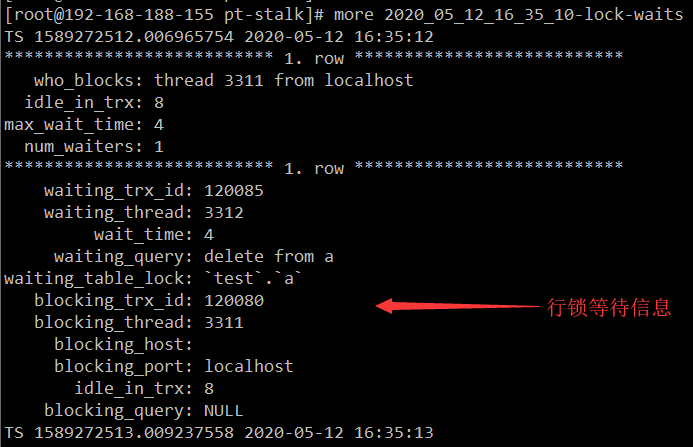 [root@192-168-188-155 pt-stalk]# more 2020_05_12_16_35_10-lock-waits
TS 1589272512.006965754 2020-05-12 16:35:12
*************************** 1. row ***************************
who_blocks: thread 3311 from localhost
idle_in_trx: 8
max_wait_time: 4
num_waiters: 1
*************************** 1. row ***************************
waiting_trx_id: 120085
waiting_thread: 3312
wait_time: 4
waiting_query: delete from a
waiting_table_lock: `test`.`a`
blocking_trx_id: 120080
行锁等待信息
blocking_thread: 3311
blocking_host:
blocking_port: localhost
idle_in_trx: 8
blocking_query: NULL
TS 1589272513.009237558 2020-05-12 16:35:13